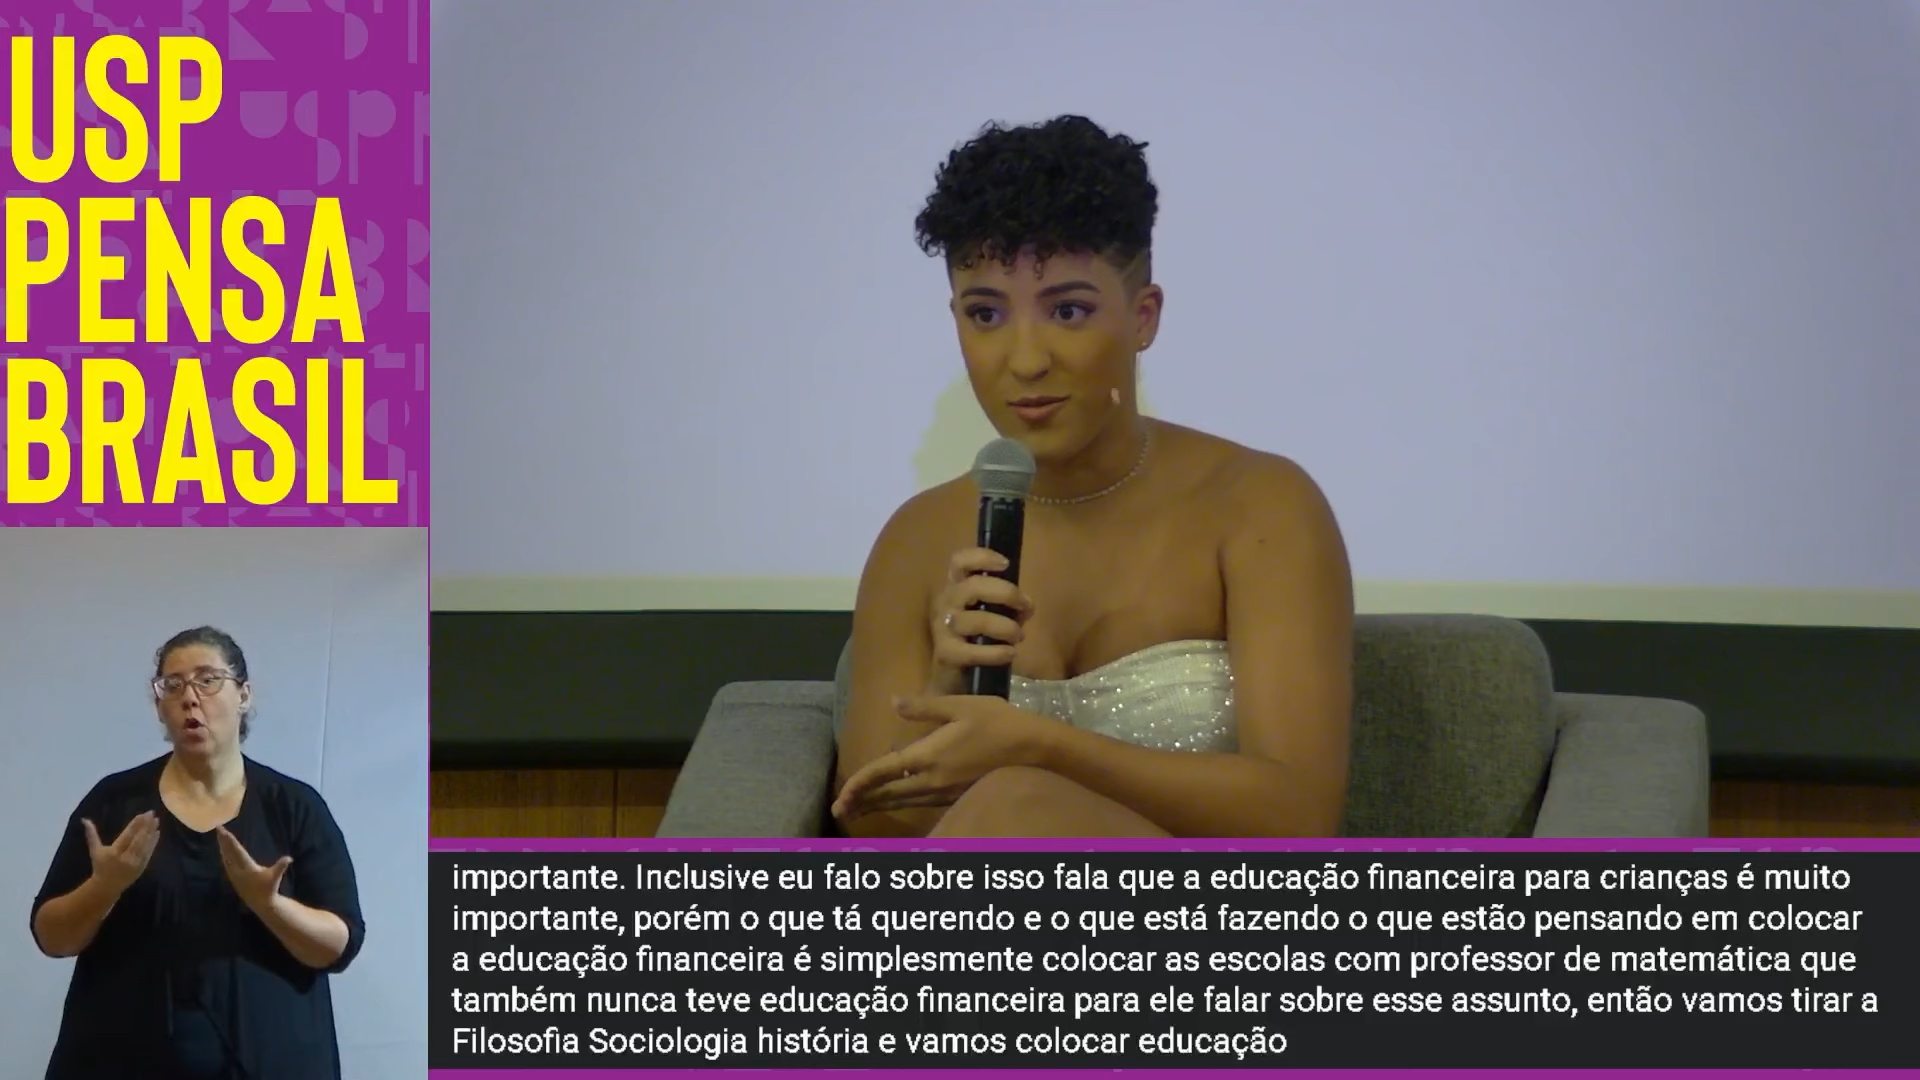 USP
PENSA
BRASIL
importante. Inclusive eu falo sobre isso fala que a educação financeira para crianças é muito
importante, porém o que tá querendo e o que está fazendo o que estão pensando em colocar
a educação financeira é simplesmente colocar as escolas com professor de matemática que
também nunca teve educação financeira para ele falar sobre esse assunto, então vamos tirar a
Filosofia Sociologia história e vamos colocar educação